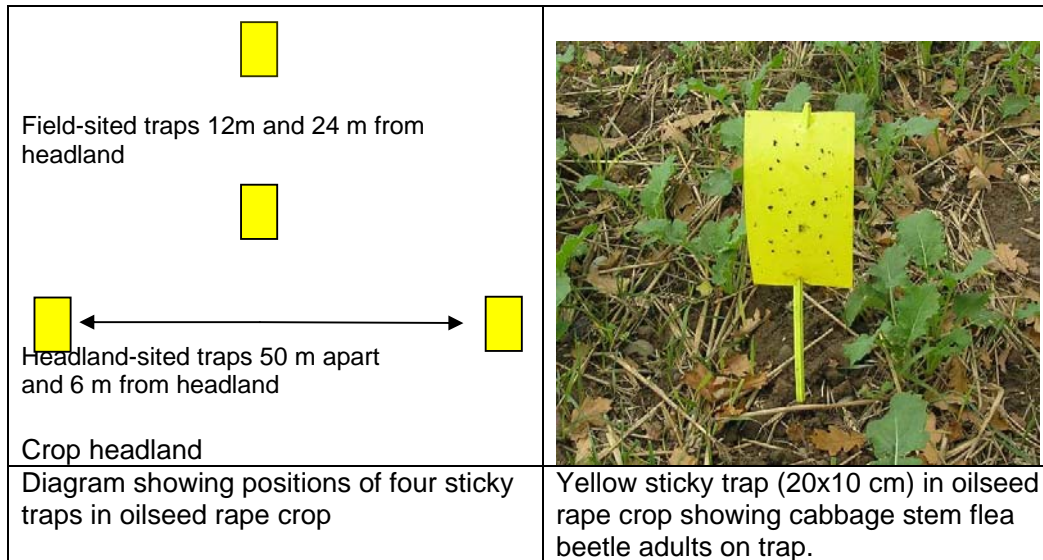 Field-sited traps 12m and 24 m from
headland
Headland-sited traps 50 m apart
and 6 m from headland
Crop headland
Diagram showing positions of four sticky
traps in oilseed rape crop
Yellow sticky trap (20x10 cm) in oilseed
rape crop showing cabbage stem flea
beetle adults on trap.